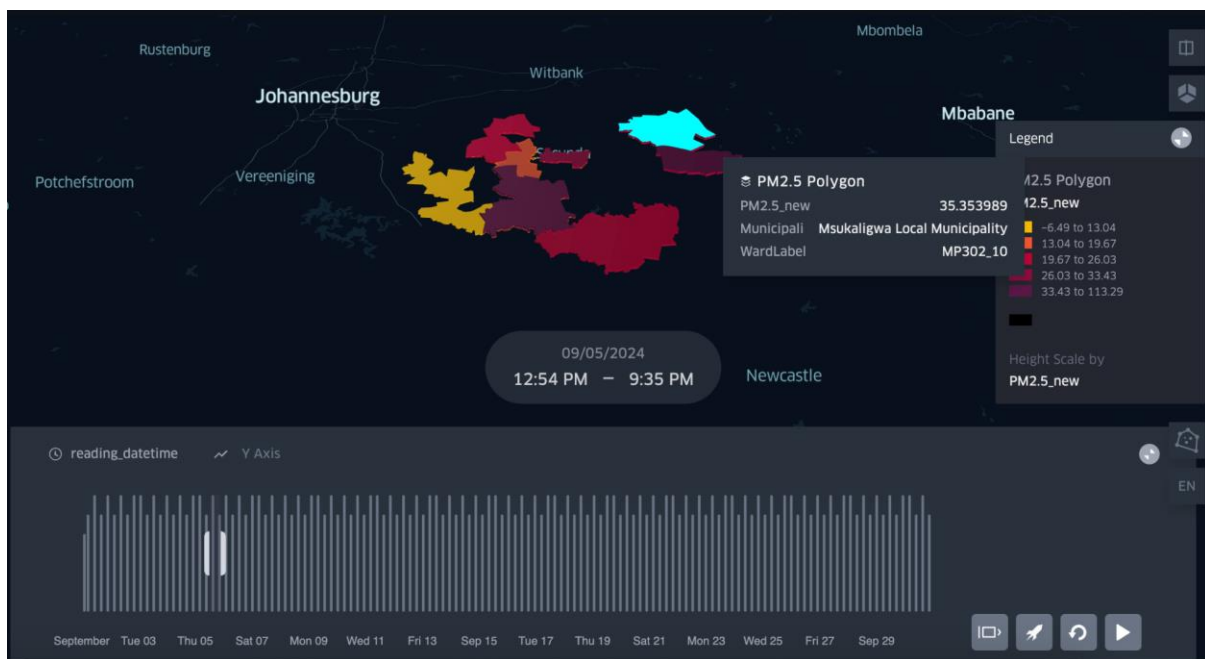 Mbombela
Rustenburg
Witbank
Johannesburg
Mbabane
Legend
Potchefstroom
Vereeniging
PM2.5 Polygon
PM2.5_new 35.353989
Municipali Msukaligwa Local Municipality
WardLabel MP302_10
M2.5 Polygon
M2.5_new
-6.49 to 13.04
13.04 to 19.67
19.67 to 26.03
26.03 to 33.43
33.43 to 113.29
Height Scale by
PM2.5_new
09/05/2024
12:54 PM – 9:35 PM
Newcastle
reading_datetime Y Axis
EN
September Tue 03 Thu 05 Sat 07 Mon 09 Wed 11 Fri 13 Sep 15 Tue 17 Thu 19 Sat 21 Mon 23 Wed 25 Fri 27 Sep 29